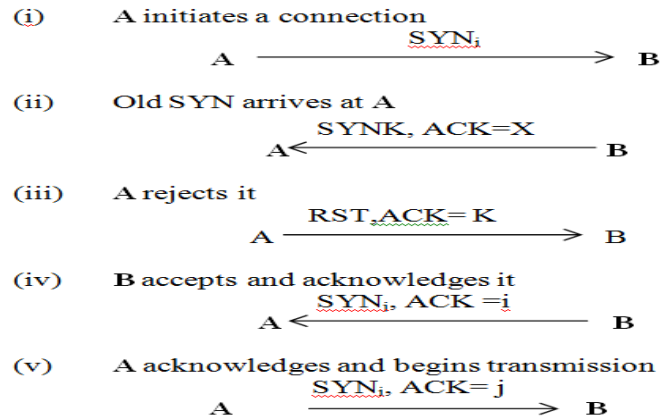 (i) A initiates a connection
SYNi
A B
(ii) Old SYN arrives at A
SYNK, ACK=X
A B
(iii) A rejects it
RST,ACK= K
A B
(iv) B accepts and acknowledges it
SYNi, ACK =i
A B
(v) A acknowledges and begins transmission
SYNi, ACK= j
A B